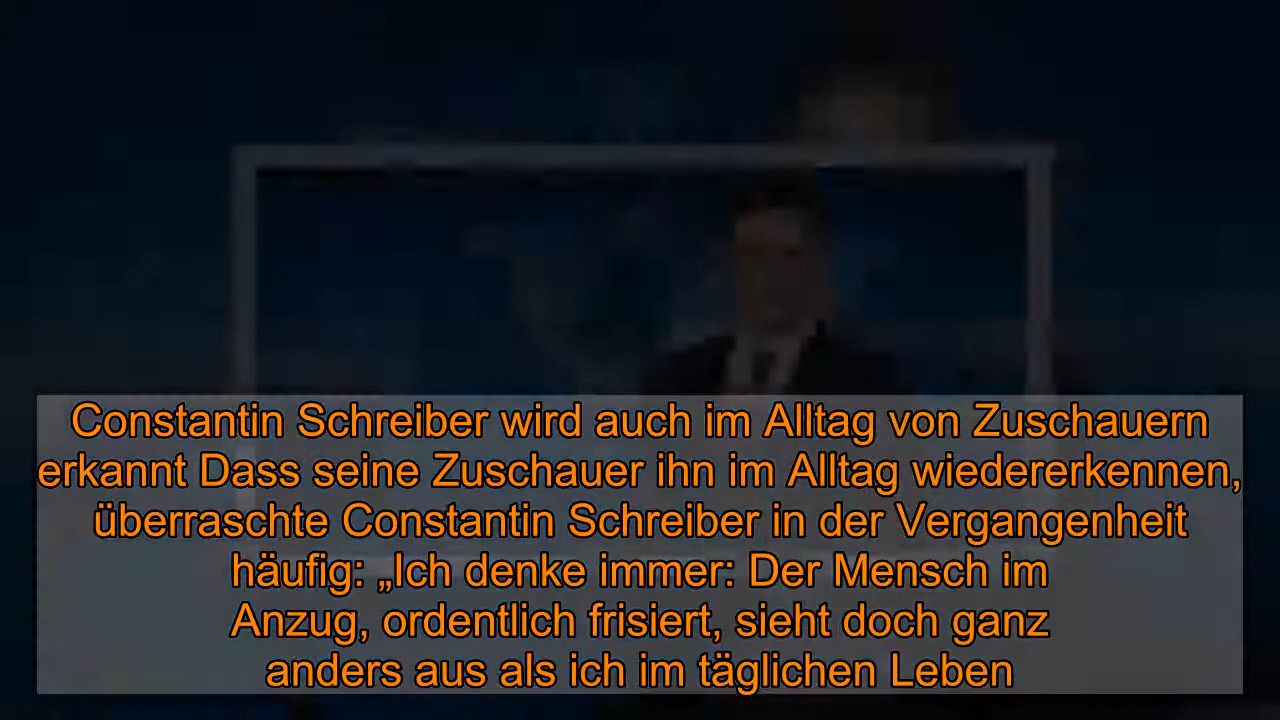 Constantin Schreiber wird auch im Alltag von Zuschauern
erkannt Dass seine Zuschauer ihn im Alltag wiedererkennen,
überraschte Constantin Schreiber in der Vergangenheit
häufig: „Ich denke immer: Der Mensch im
Anzug, ordentlich frisiert, sieht doch ganz
anders aus als ich im täglichen Leben